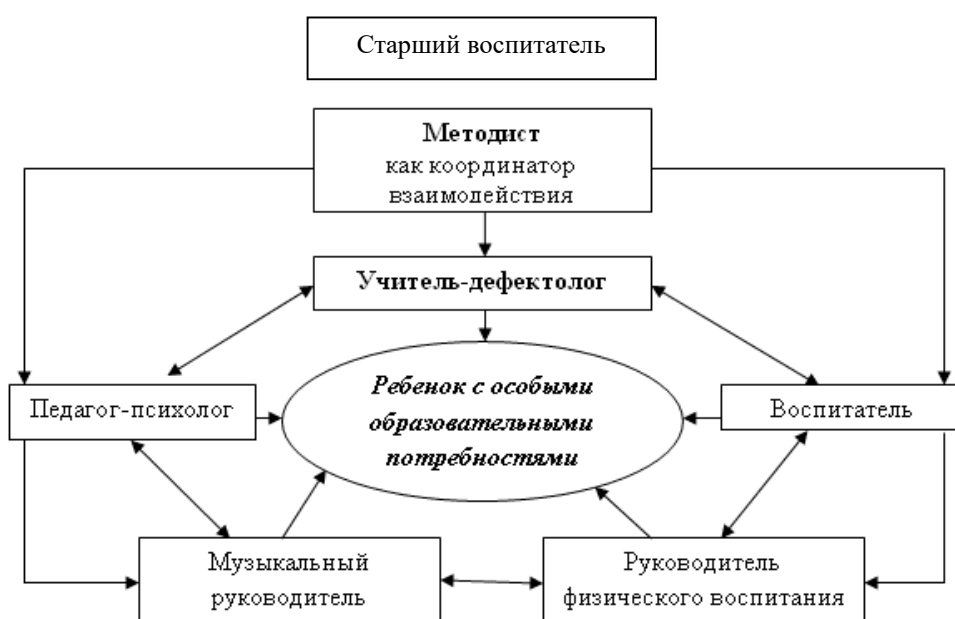 Старший воспитатель
Методист
как координатор
взаимодействия
Учитель-дефектолог
Ребенок с особыми
образовательными
потребностями
Педагог-психолог
Воспитатель
Музыкальный
руководитель
Руководитель
физического воспитания